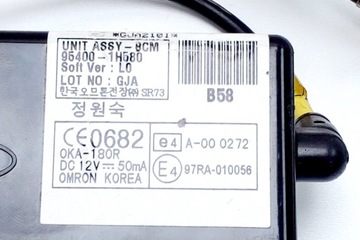 *GJA2101*
UNIT ASSY-BCM
95400-1H580
Soft Ver: L0
LOT NO : GJA
한국오므론전장㈜ SR73
B58
정원숙
CE0682
OKA-180R
DC 12V ⎓ 50mA
OMRON KOREA
e4 A-00 0272
E4 97RA-010056